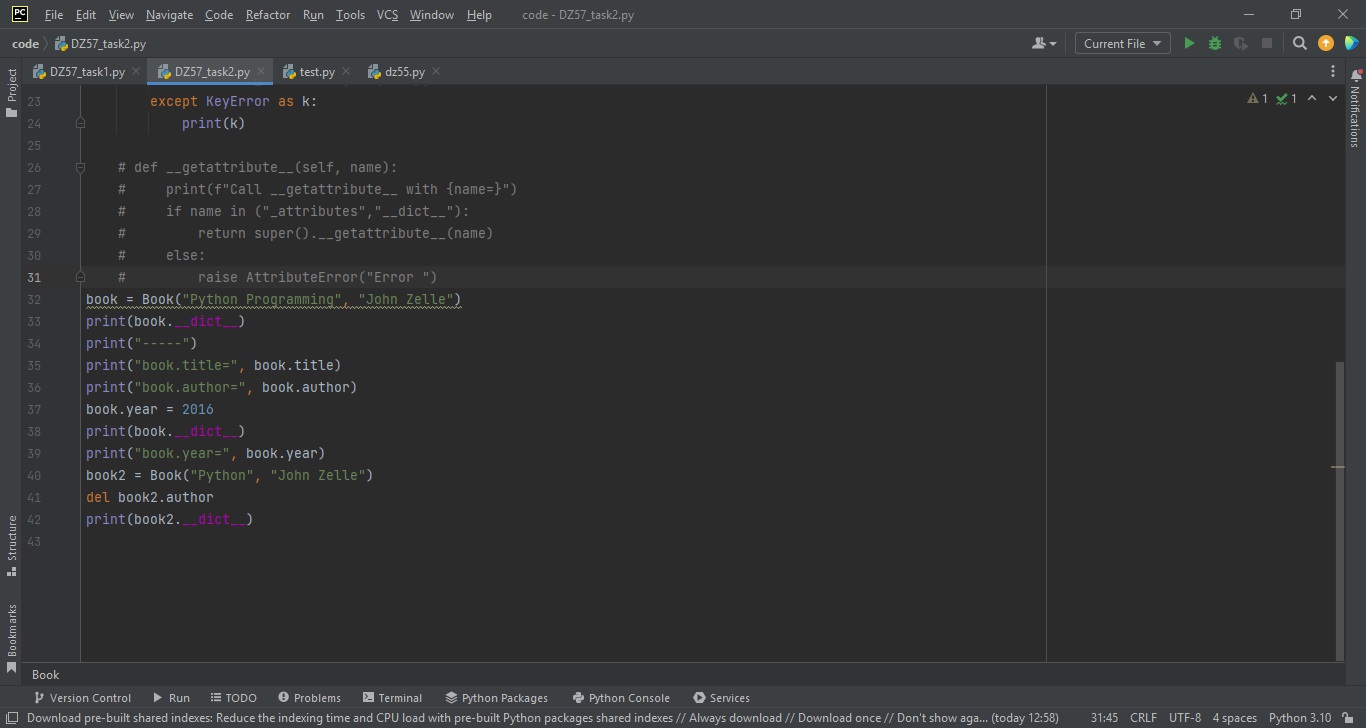 PC File Edit View Navigate Code Refactor Run Tools VCS Window Help code - DZ57_task2.py
code DZ57_task2.py Current File
Project DZ57_task1.py DZ57_task2.py test.py dz55.py
23 except KeyError as k: 1 1
24 print(k)
25
26 # def __getattribute__(self, name):
27 # print(f"Call __getattribute__ with {name=}")
28 # if name in ("_attributes","__dict__"):
29 # return super().__getattribute__(name)
30 # else:
31 # raise AttributeError("Error ")
32 book = Book("Python Programming", "John Zelle")
33 print(book.__dict__)
34 print("-----")
35 print("book.title=", book.title)
36 print("book.author=", book.author)
37 book.year = 2016
38 print(book.__dict__)
39 print("book.year=", book.year)
40 book2 = Book("Python", "John Zelle")
41 del book2.author
42 print(book2.__dict__)
43
Notifications
Structure
Bookmarks
Book
Version Control Run TODO Problems Terminal Python Packages Python Console Services
Download pre-built shared indexes: Reduce the indexing time and CPU load with pre-built Python packages shared indexes // Always download // Download once // Don't show aga... (today 12:58) 31:45 CRLF UTF-8 4 spaces Python 3.10